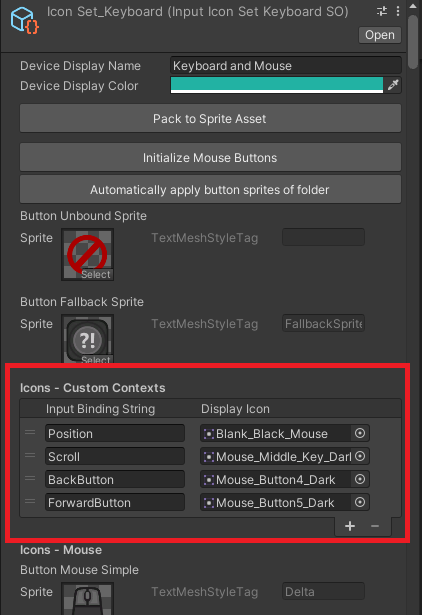 Icon Set_Keyboard (Input Icon Set Keyboard SO)
Open
Device Display Name Keyboard and Mouse
Device Display Color
Pack to Sprite Asset
Initialize Mouse Buttons
Automatically apply button sprites of folder
Button Unbound Sprite
Sprite TextMeshStyleTag
Select
Button Fallback Sprite
Sprite ?! TextMeshStyleTag FallbackSprite
Select
Icons - Custom Contexts
Input Binding String Display Icon
Position Blank_Black_Mouse
Scroll Mouse_Middle_Key_Darl
BackButton Mouse_Button4_Dark
ForwardButton Mouse_Button5_Dark
+ −
Icons - Mouse
Button Mouse Simple
Sprite TextMeshStyleTag Delta